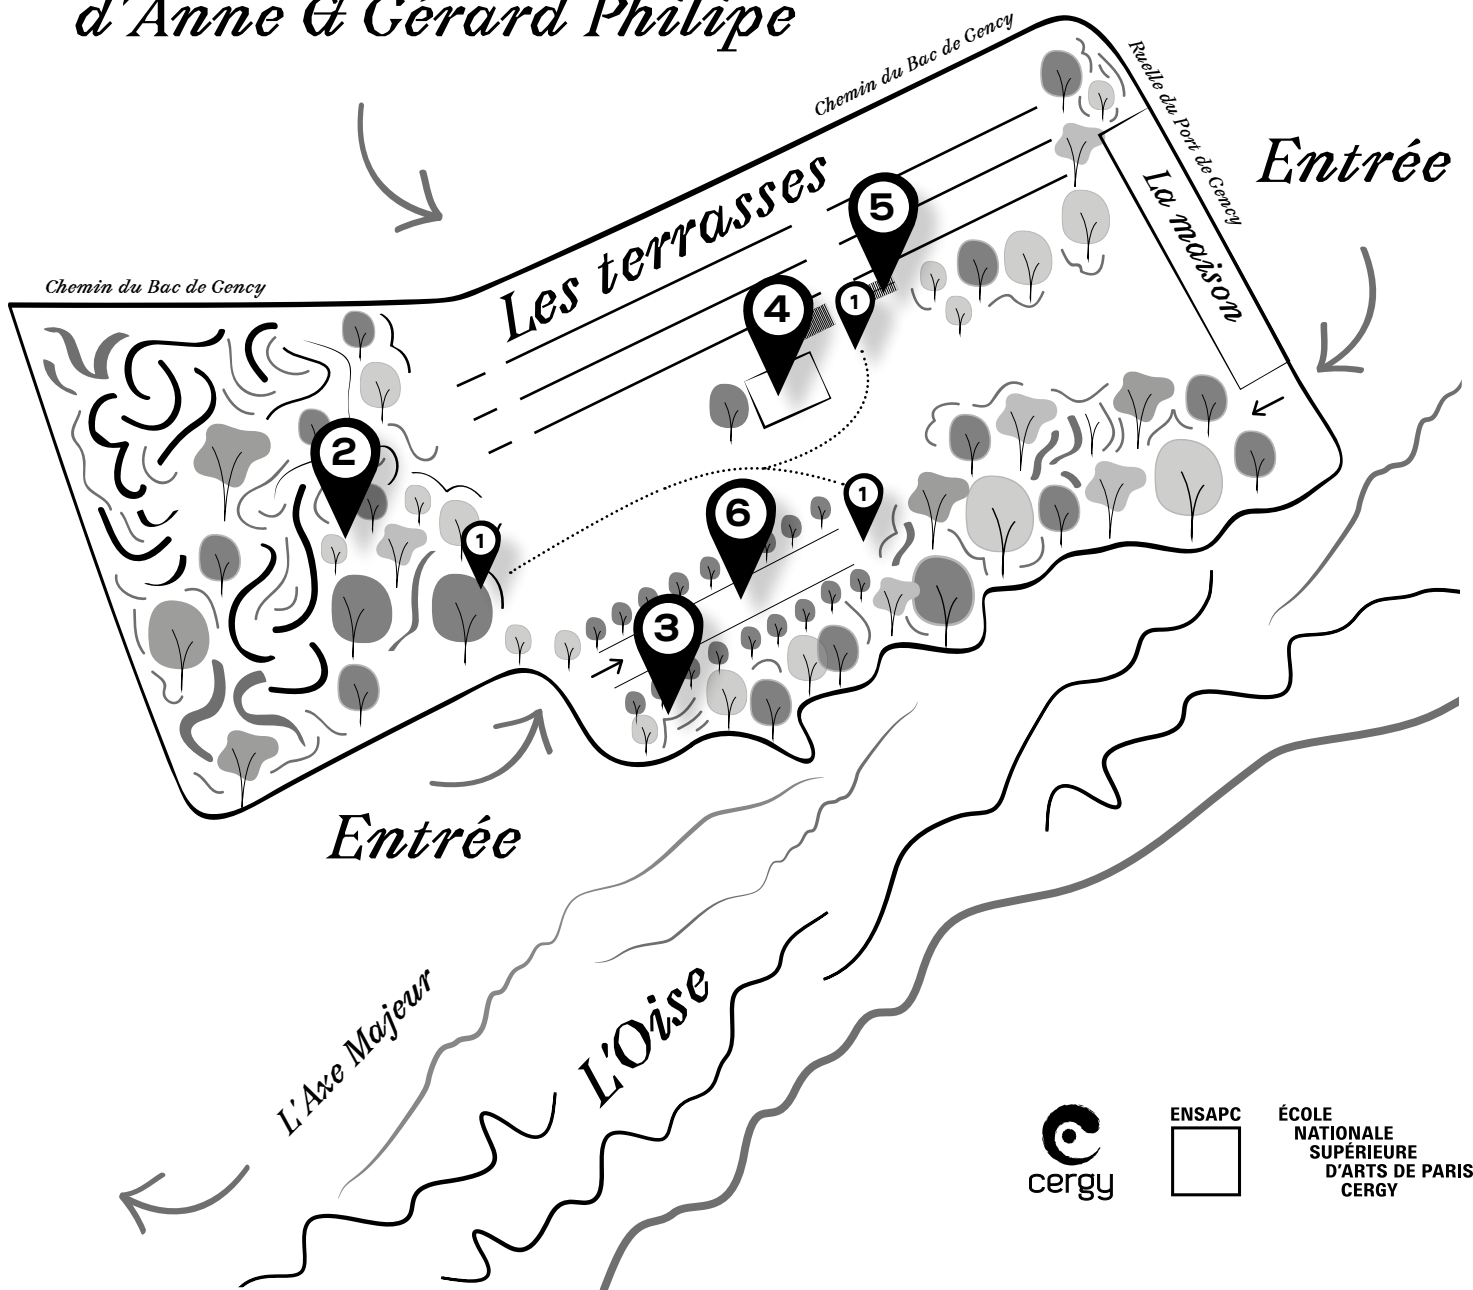 d'Anne & Gérard Philipe
Chemin du Bac de Gency
Ruelle du Port de Gency
Entrée
Les terrasses
La maison
5
4
1
Chemin du Bac de Gency
2
1
6
1
3
Entrée
L'Axe Majeur
L'Oise
cergy
ENSAPC
ÉCOLE
NATIONALE
SUPÉRIEURE
D'ARTS DE PARIS
CERGY